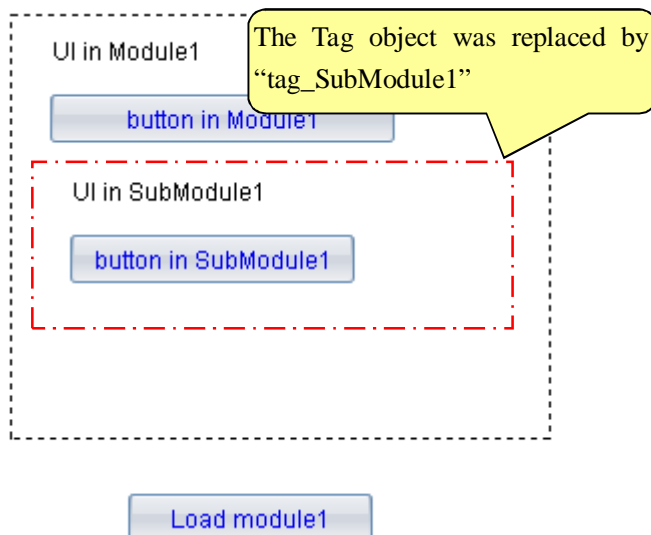 UI in Module1
The Tag object was replaced by
“tag_SubModule1”
button in Module1
UI in SubModule1
button in SubModule1
Load module1